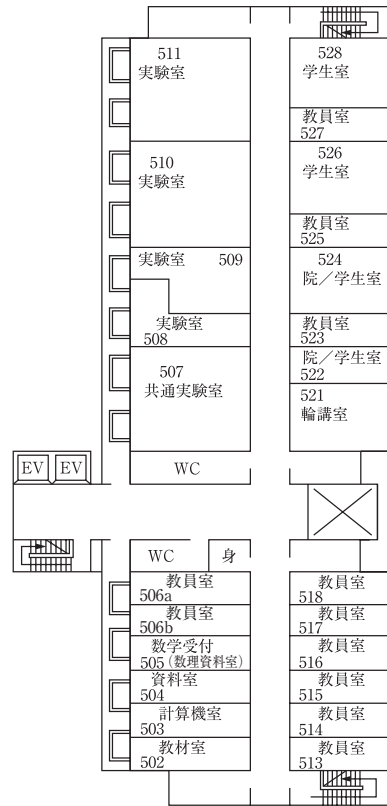 511
実験室
528
学生室
教員室
527
510
実験室
526
学生室
教員室
525
実験室 509
524
院／学生室
実験室
508
教員室
523
507
共通実験室
院／学生室
522
521
輪講室
EV EV
WC
WC 身
教員室
506a
教員室
518
教員室
506b
教員室
517
数学受付
505（数理資料室）
教員室
516
資料室
504
教員室
515
計算機室
503
教員室
514
教材室
502
教員室
513